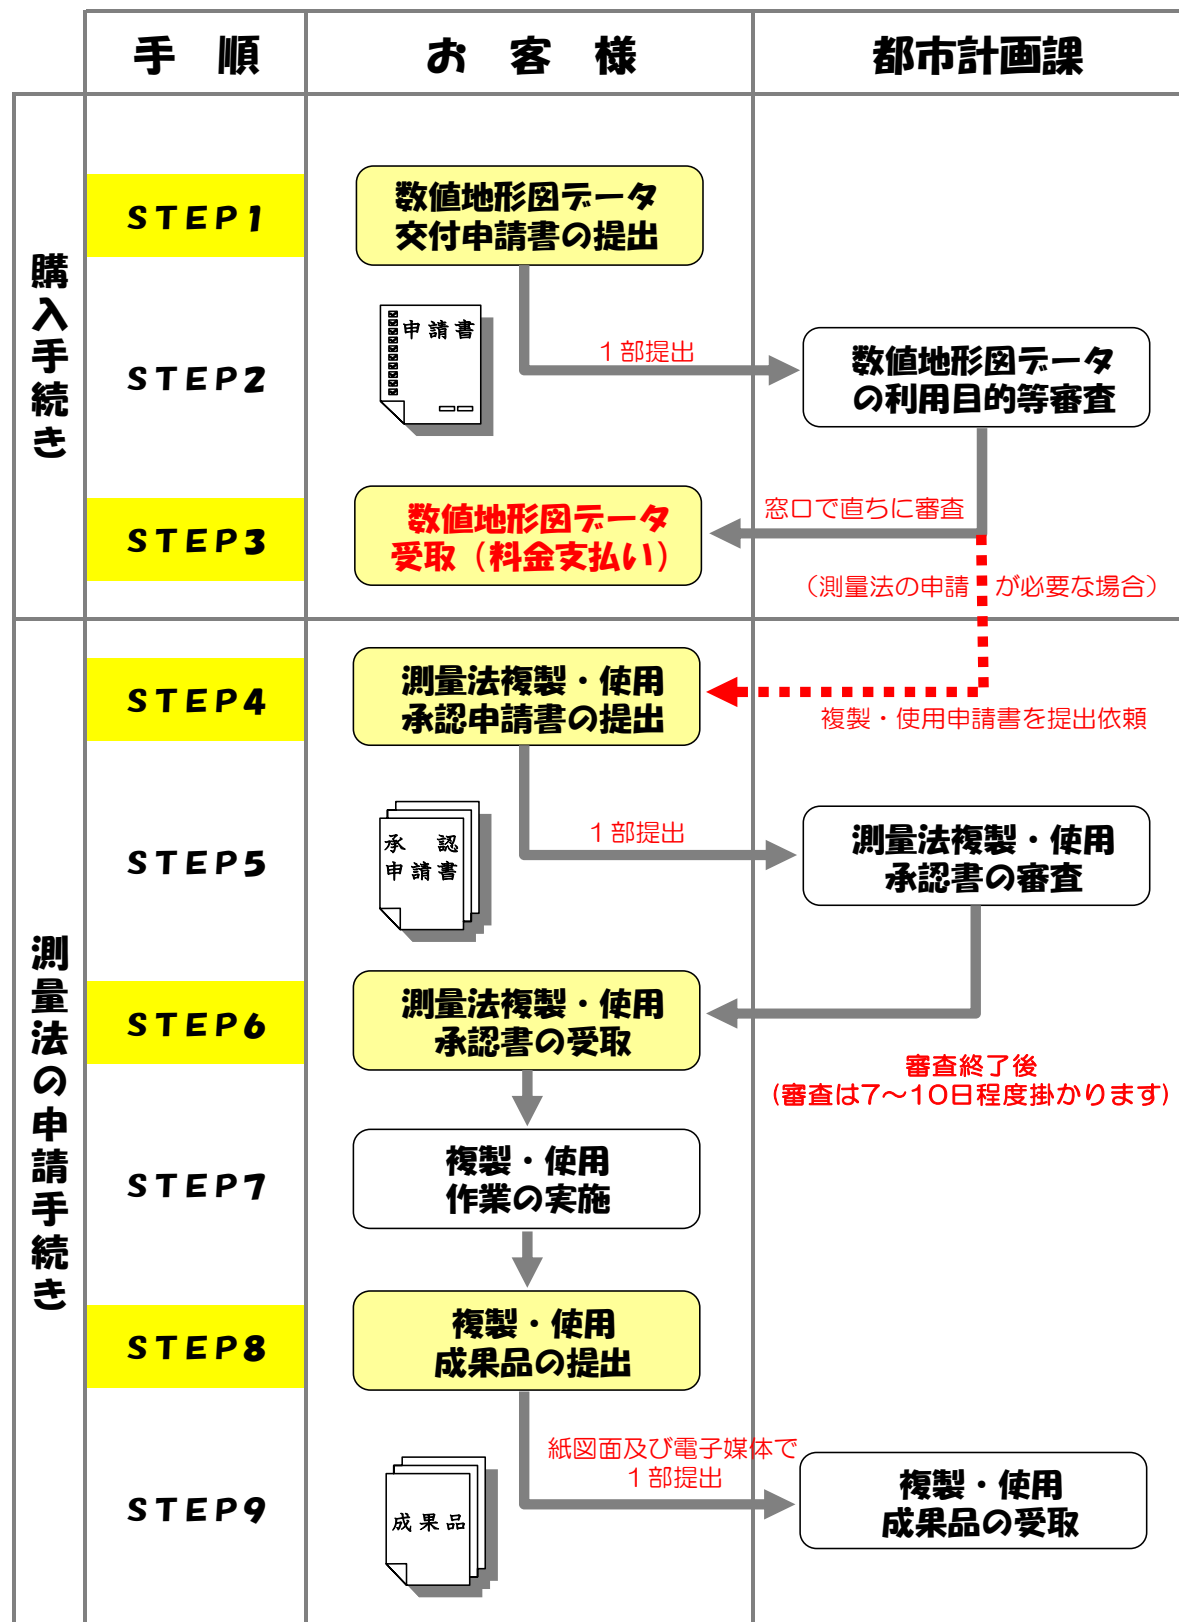 手　順
お　客　様
都市計画課
購入手続き
STEP1
数値地形図データ
交付申請書の提出
申請書
1部提出
STEP2
数値地形図データ
の利用目的等審査
STEP3
数値地形図データ
受取（料金支払い）
窓口で直ちに審査
（測量法の申請　が必要な場合）
測量法の申請手続き
STEP4
測量法複製・使用
承認申請書の提出
複製・使用申請書を提出依頼
承　認
申請書
1部提出
STEP5
測量法複製・使用
承認書の審査
STEP6
測量法複製・使用
承認書の受取
審査終了後
（審査は7～10日程度掛かります）
STEP7
複製・使用
作業の実施
STEP8
複製・使用
成果品の提出
紙図面及び電子媒体で
1部提出
STEP9
成果品
複製・使用
成果品の受取